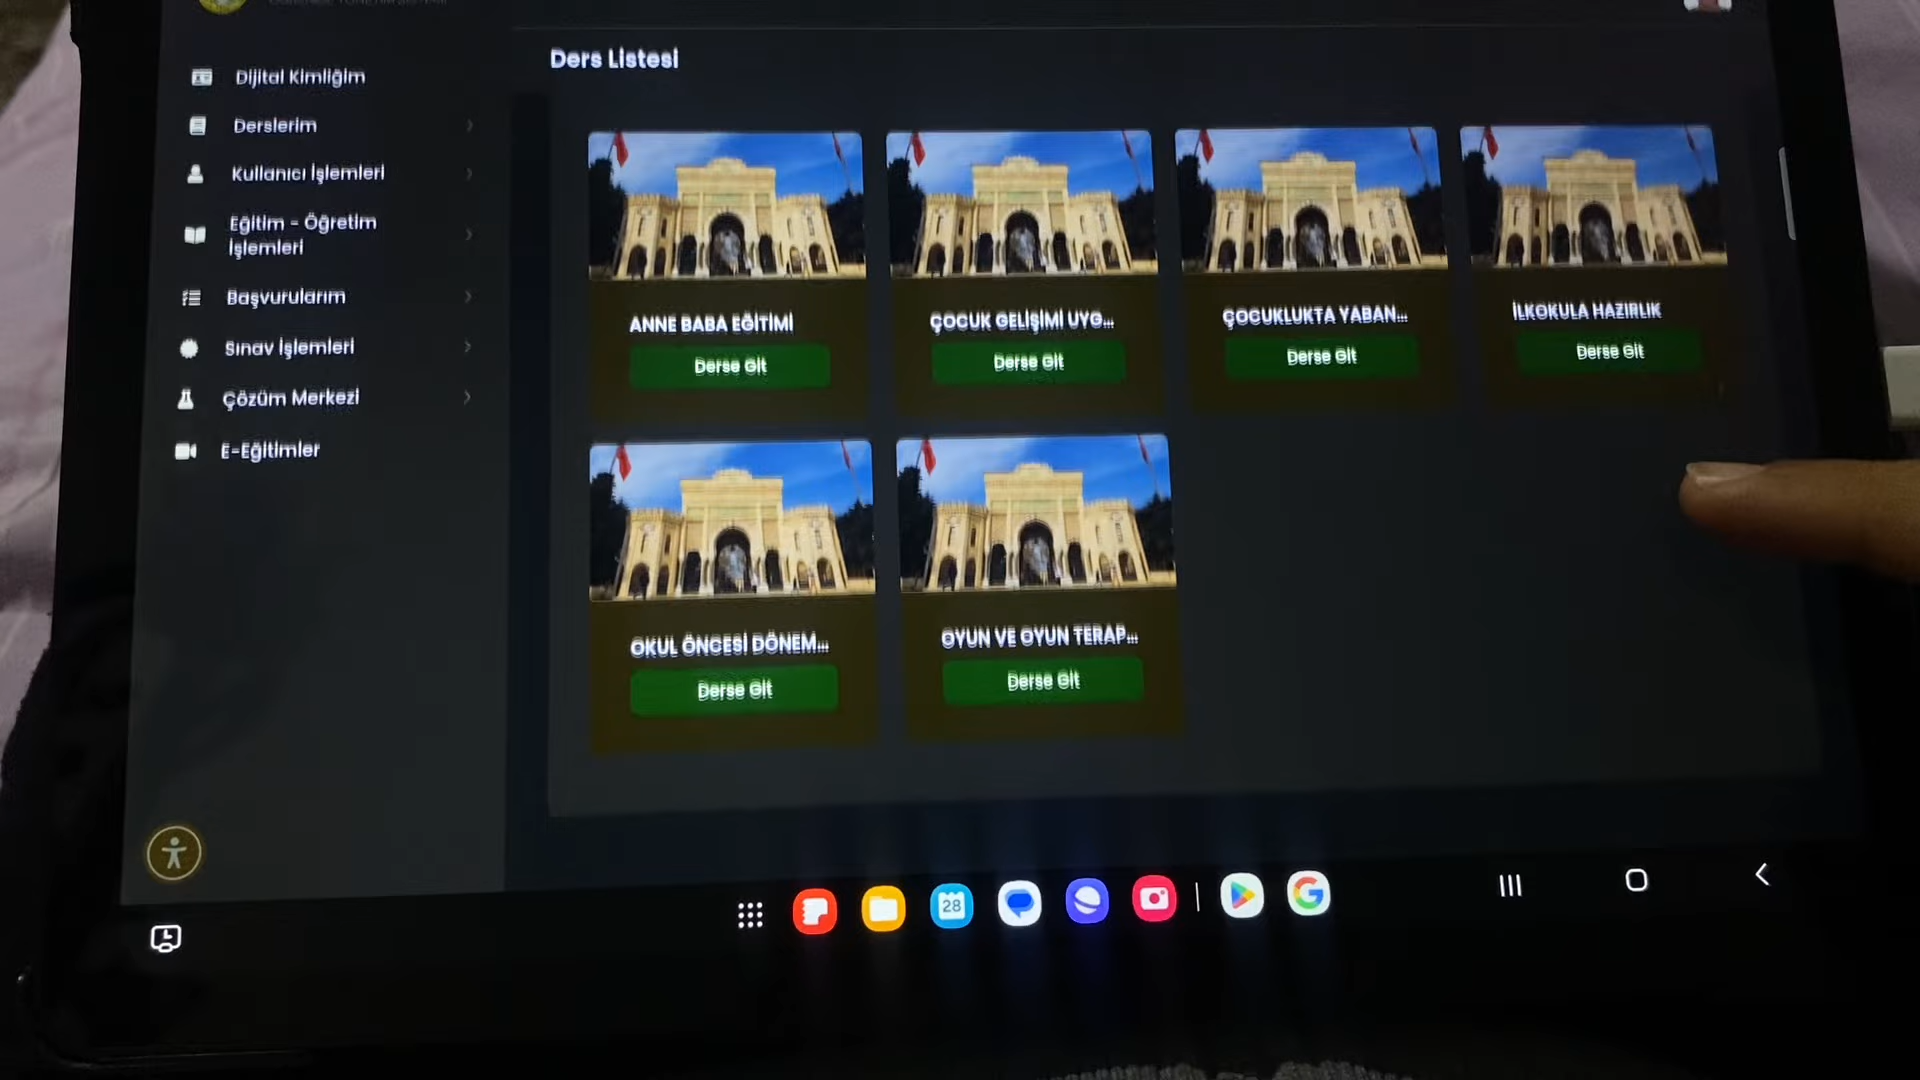 Dijital Kimliğim
Derslerim
Kullanıcı İşlemleri
Eğitim - Öğretim
İşlemleri
Başvurularım
Sınav İşlemleri
Çözüm Merkezi
E-Eğitimler
Ders Listesi
ANNE BABA EĞİTİMİ
Derse Git
ÇOCUK GELİŞİMİ UYG...
Derse Git
ÇOCUKLUKTA YABAN...
Derse Git
İLKOKULA HAZIRLIK
Derse Git
OKUL ÖNCESİ DÖNEM...
Derse Git
OYUN VE OYUN TERAP...
Derse Git
28